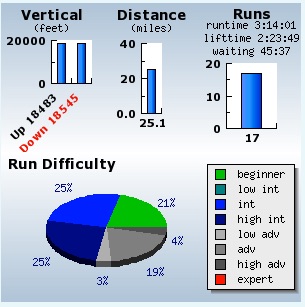 Vertical
(feet)
20000
0
Up 18483
Down 18545
Distance
(miles)
40
20
0.0
25.1
Runs
runtime 3:14:01
lifttime 2:23:49
waiting 45:37
20
10
0
17
Run Difficulty
25%
21%
4%
19%
3%
25%
beginner
low int
int
high int
low adv
adv
high adv
expert